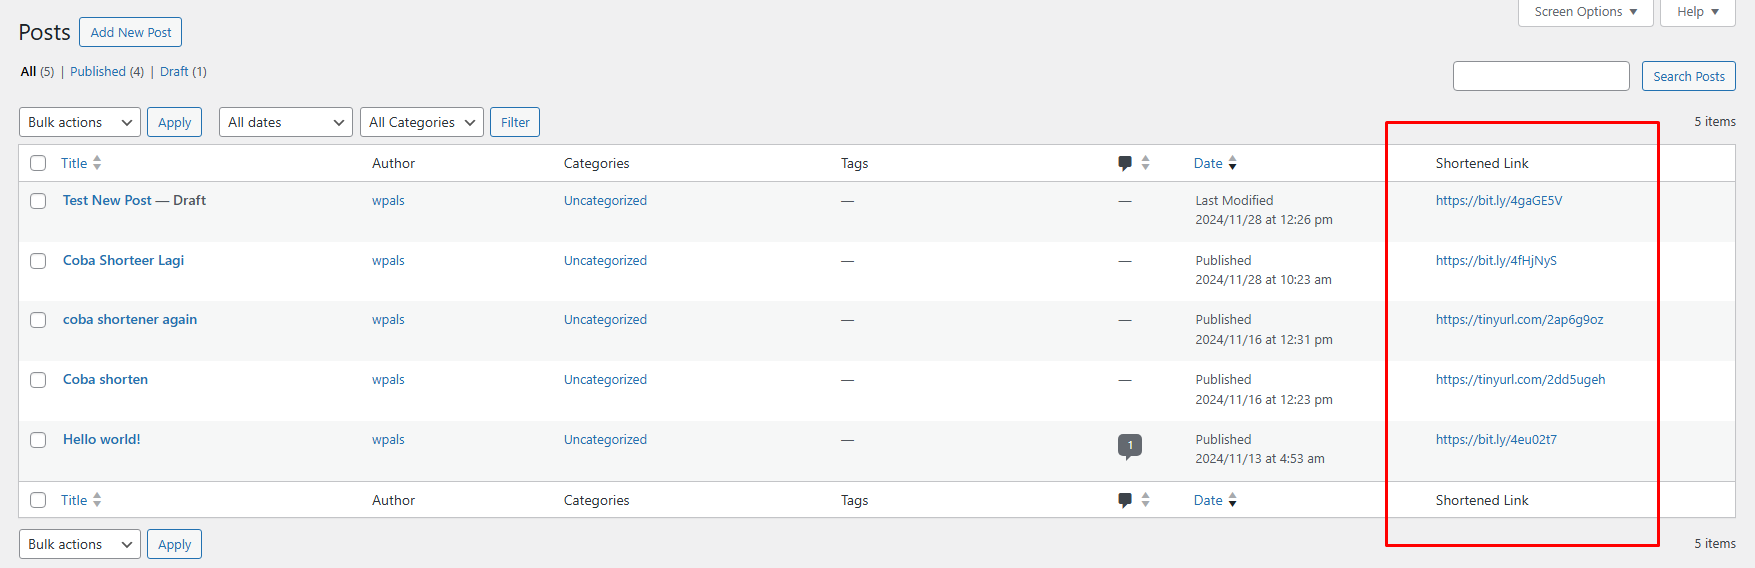 Screen Options Help
Posts Add New Post
All (5) | Published (4) | Draft (1)
Search Posts
Bulk actions Apply All dates All Categories Filter 5 items
Title Author Categories Tags Date Shortened Link
Test New Post — Draft wpals Uncategorized — — Last Modified https://bit.ly/4gaGE5V
2024/11/28 at 12:26 pm
Coba Shorteer Lagi wpals Uncategorized — — Published https://bit.ly/4fHjNyS
2024/11/28 at 10:23 am
coba shortener again wpals Uncategorized — — Published https://tinyurl.com/2ap6g9oz
2024/11/16 at 12:31 pm
Coba shorten wpals Uncategorized — — Published https://tinyurl.com/2dd5ugeh
2024/11/16 at 12:23 pm
Hello world! wpals Uncategorized — 1 Published https://bit.ly/4eu02t7
2024/11/13 at 4:53 am
Title Author Categories Tags Date Shortened Link
Bulk actions Apply 5 items